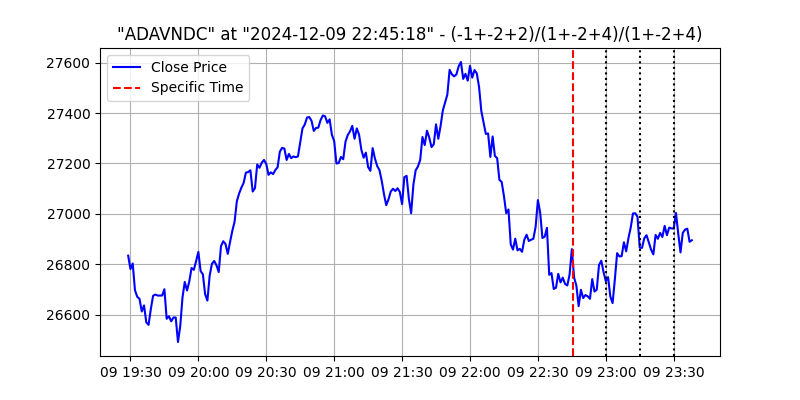 "ADAVNDC" at "2024-12-09 22:45:18" - (-1+-2+2)/(1+-2+4)/(1+-2+4)
Close Price
Specific Time
27600
27400
27200
27000
26800
26600
09 19:30 09 20:00 09 20:30 09 21:00 09 21:30 09 22:00 09 22:30 09 23:00 09 23:30